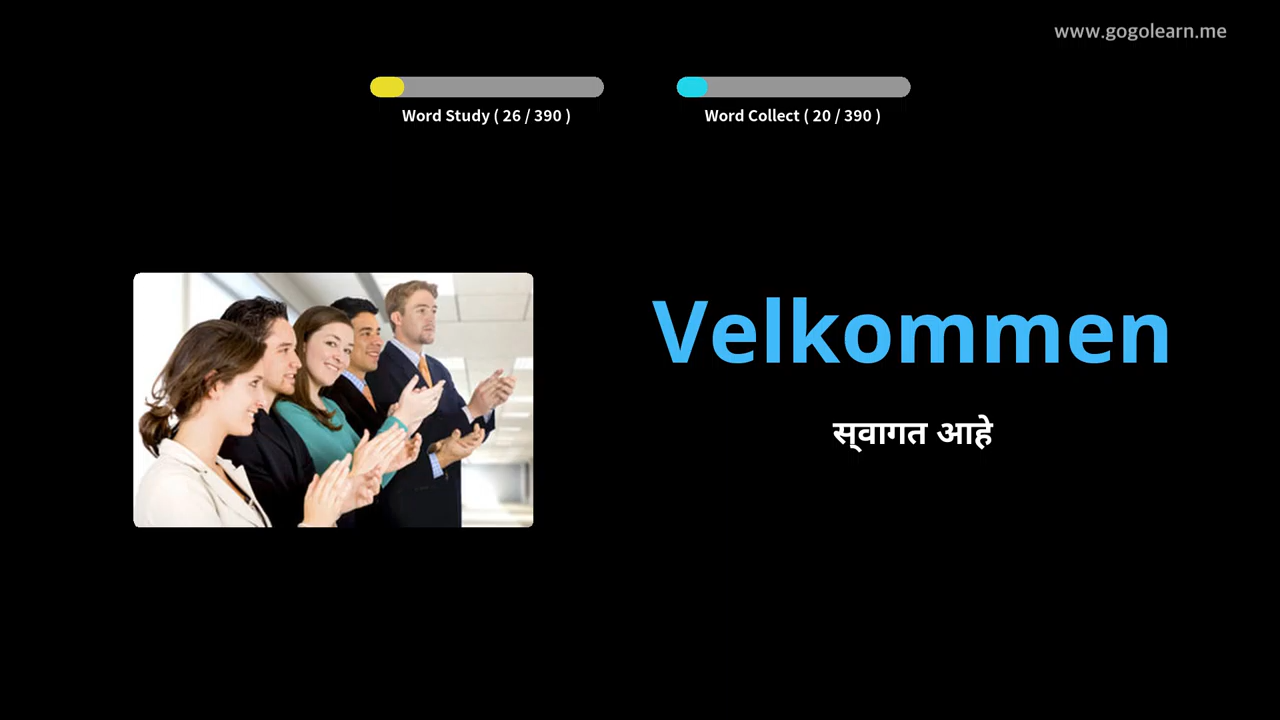 www.gogolearn.me
Word Study ( 26 / 390 )
Word Collect ( 20 / 390 )
Velkommen
स्वागत आहे